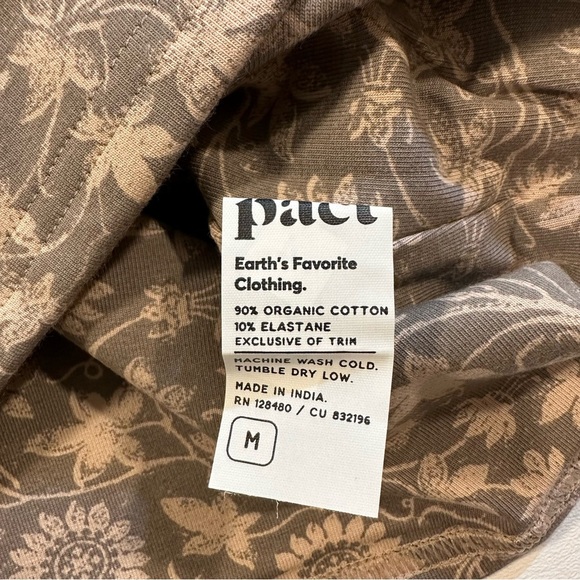 pact
Earth's Favorite
Clothing.
90% ORGANIC COTTON
10% ELASTANE
EXCLUSIVE OF TRIM
MACHINE WASH COLD.
TUMBLE DRY LOW.
MADE IN INDIA.
RN 128480 / CU 832196
M